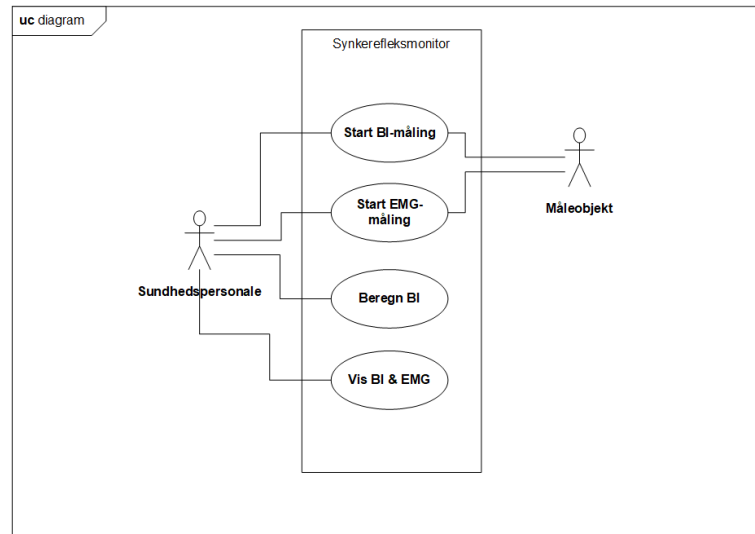 uc diagram
Synkerefleksmonitor
Start BI-måling
Start EMG-
måling
Måleobjekt
Sundhedspersonale
Beregn BI
Vis BI & EMG